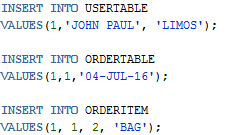 INSERT INTO USERTABLE
VALUES(1,'JOHN PAUL', 'LIMOS');
INSERT INTO ORDERTABLE
VALUES(1,1,'04-JUL-16');
INSERT INTO ORDERITEM
VALUES(1, 1, 2, 'BAG');